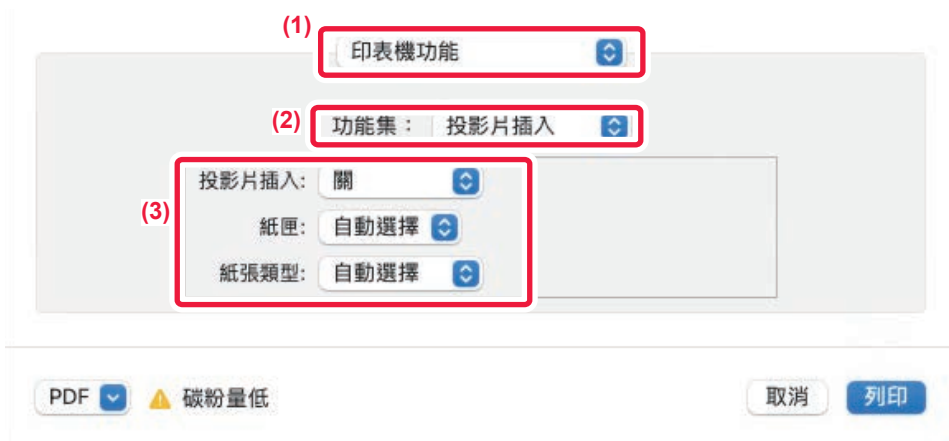 (1)
印表機功能
(2) 功能集： 投影片插入
投影片插入: 關
(3)
紙匣: 自動選擇
紙張類型: 自動選擇
PDF 碳粉量低 取消 列印